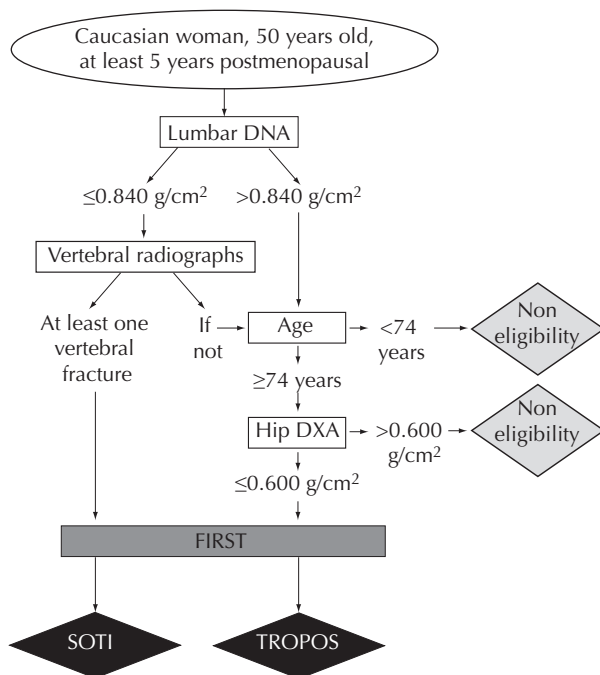 Caucasian woman, 50 years old,
at least 5 years postmenopausal
Lumbar DNA
≤0.840 g/cm²
>0.840 g/cm²
Vertebral radiographs
At least one
vertebral
fracture
If
not
Age
<74
years
Non
eligibility
≥74 years
Hip DXA
>0.600
g/cm²
Non
eligibility
≤0.600 g/cm²
FIRST
SOTI
TROPOS